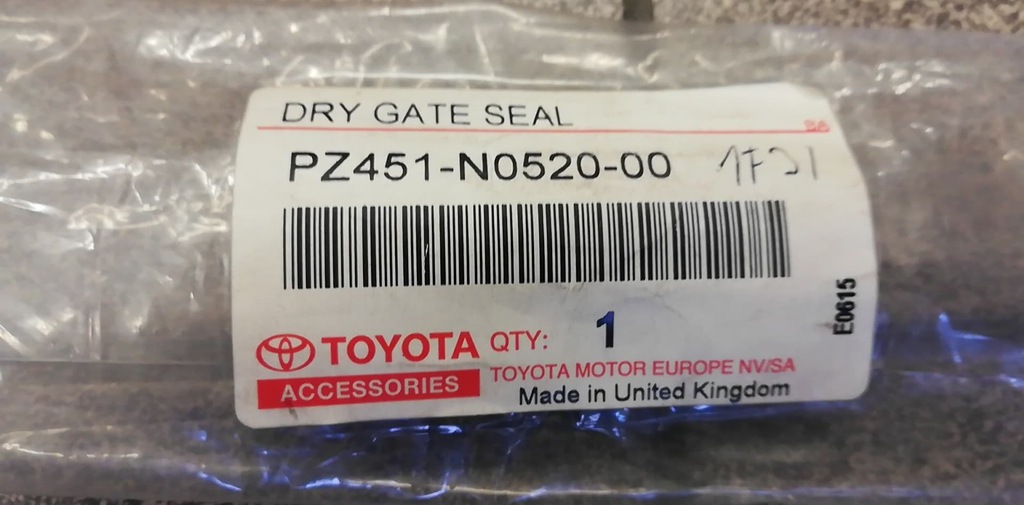 DRY GATE SEAL
SA
PZ451-N0520-00
E0615
TOYOTA
QTY: 1
ACCESSORIES
TOYOTA MOTOR EUROPE NV/SA
Made in United Kingdom